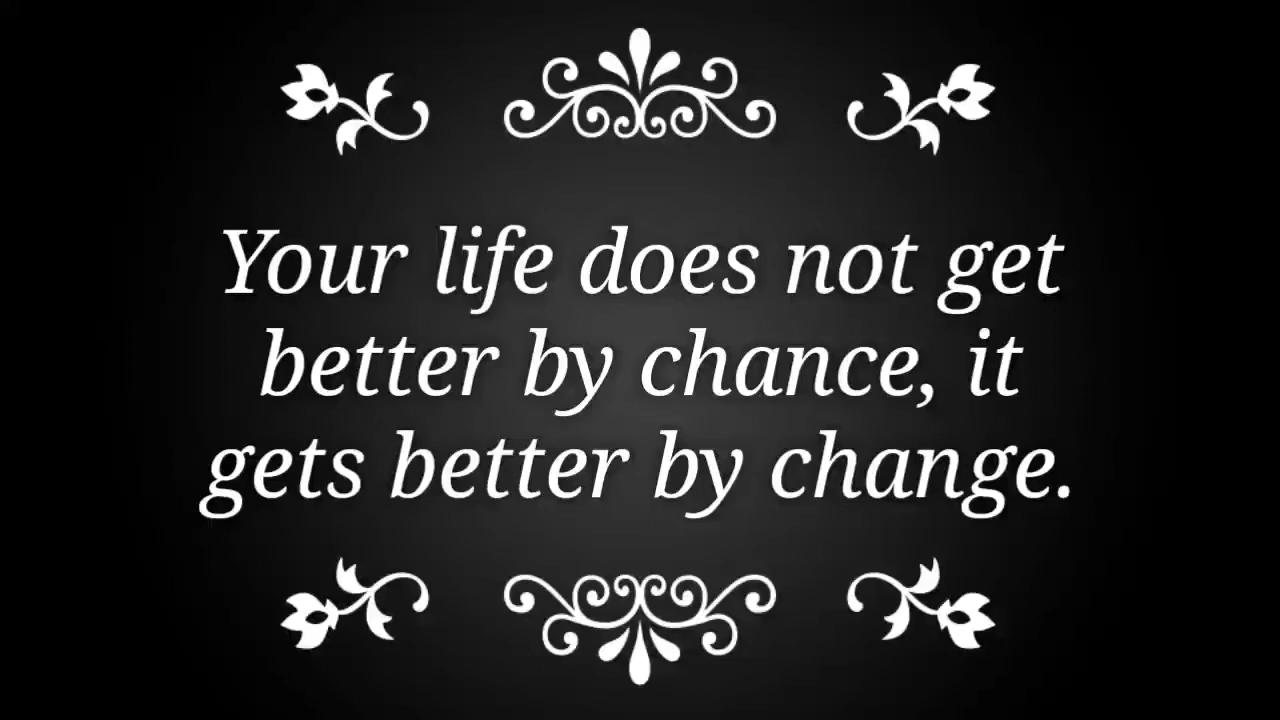 Your life does not get
better by chance, it
gets better by change.